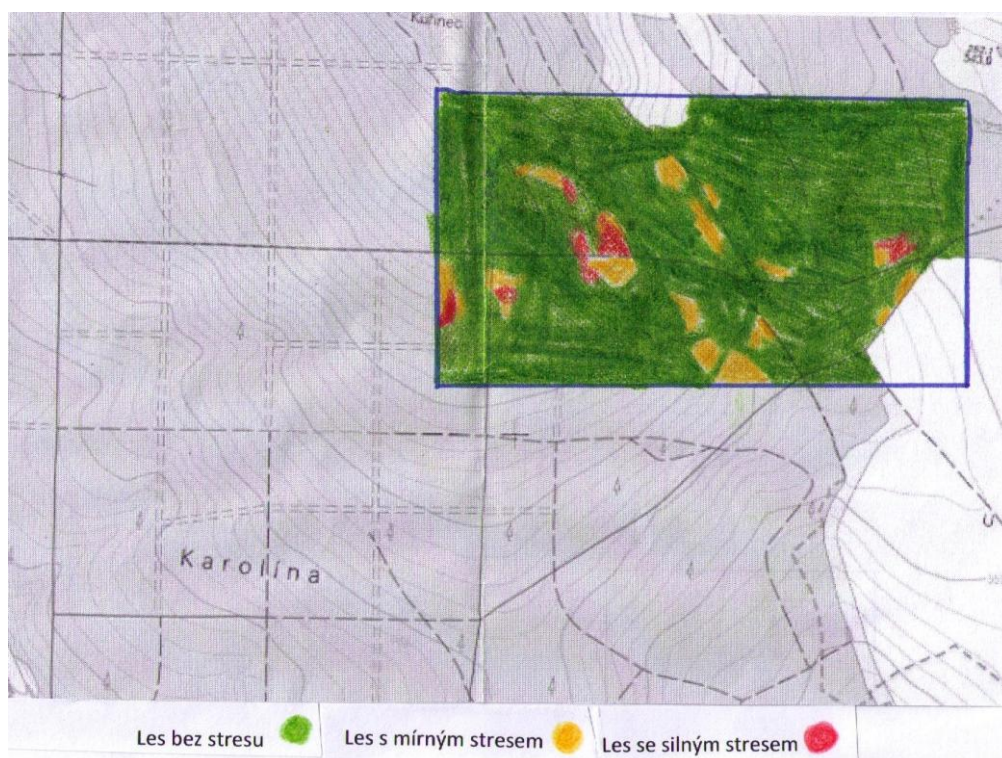 Kuřinec
Karolína
Les bez stresu
Les s mírným stresem
Les se silným stresem